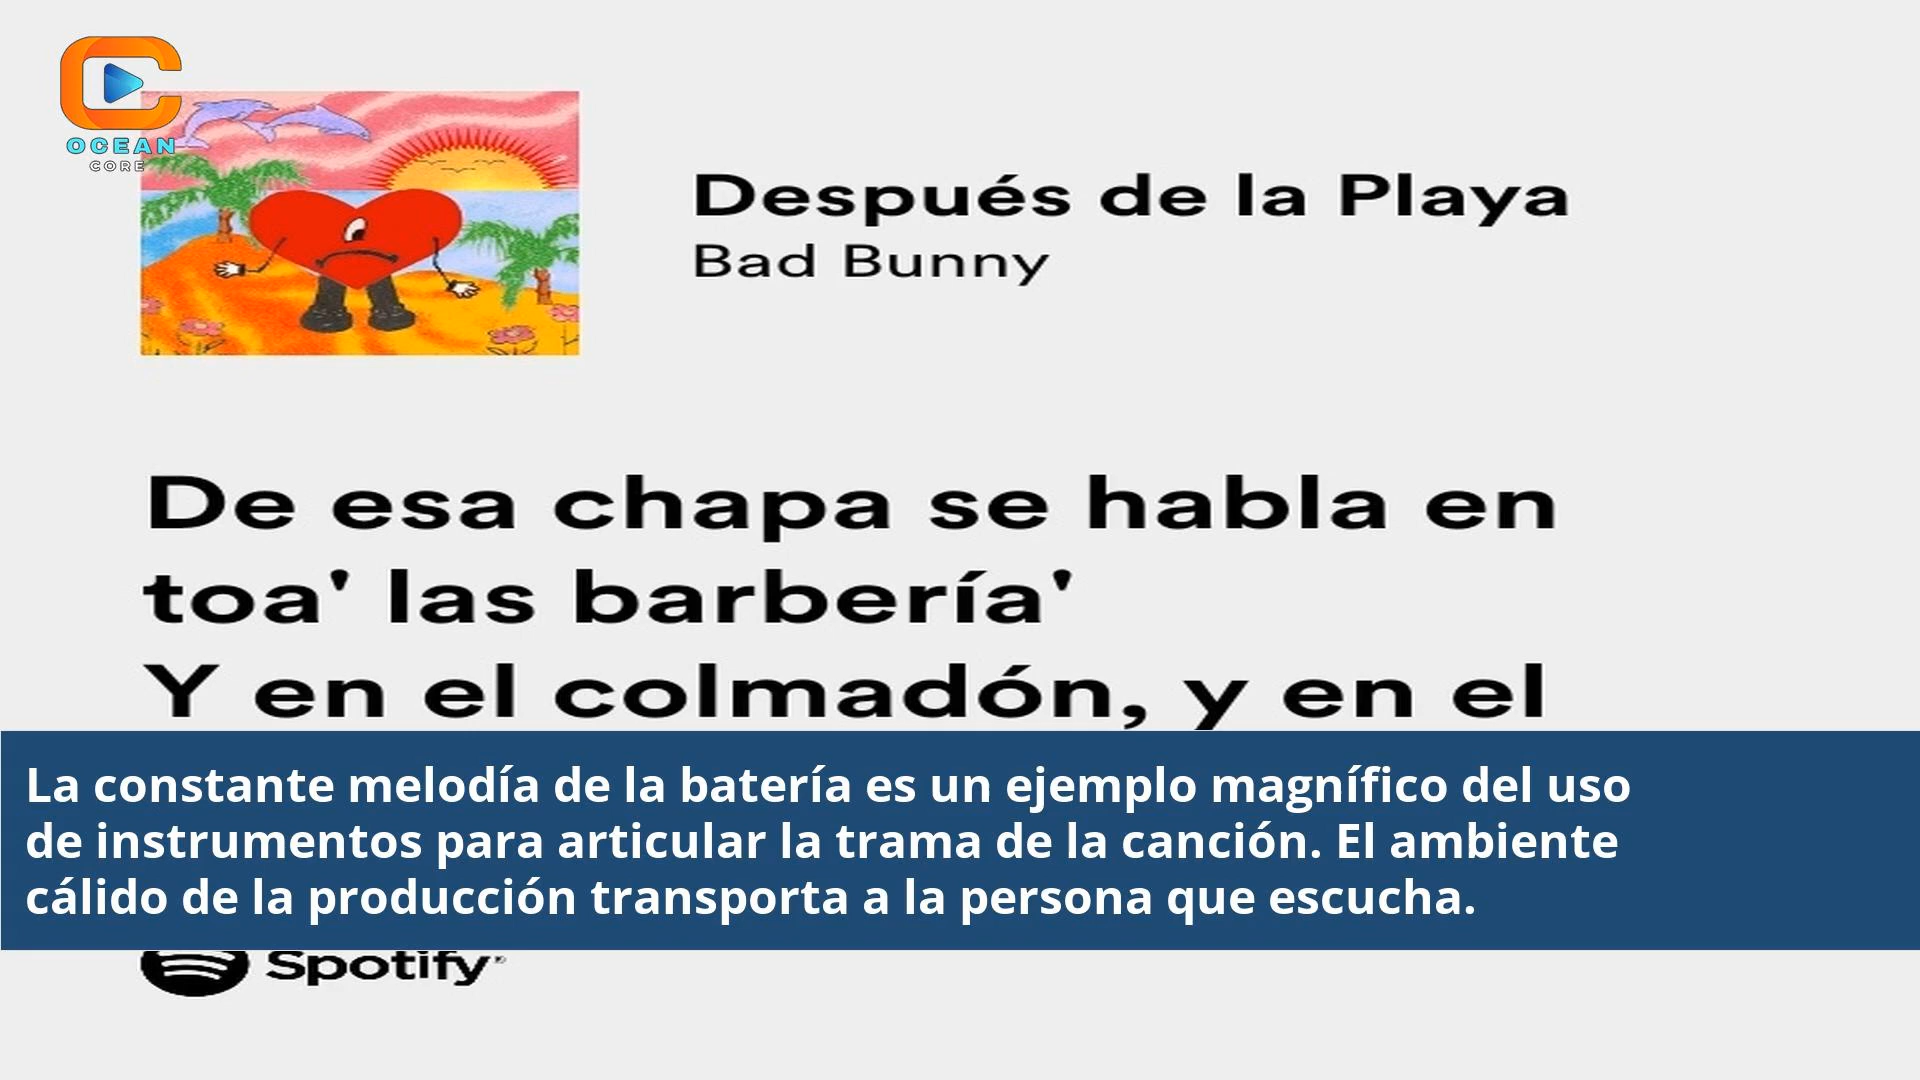 OCEAN
CORE
Después de la Playa
Bad Bunny
De esa chapa se habla en
toa' las barbería'
Y en el colmadón, y en el
La constante melodía de la batería es un ejemplo magnífico del uso
de instrumentos para articular la trama de la canción. El ambiente
cálido de la producción transporta a la persona que escucha.
Spotify